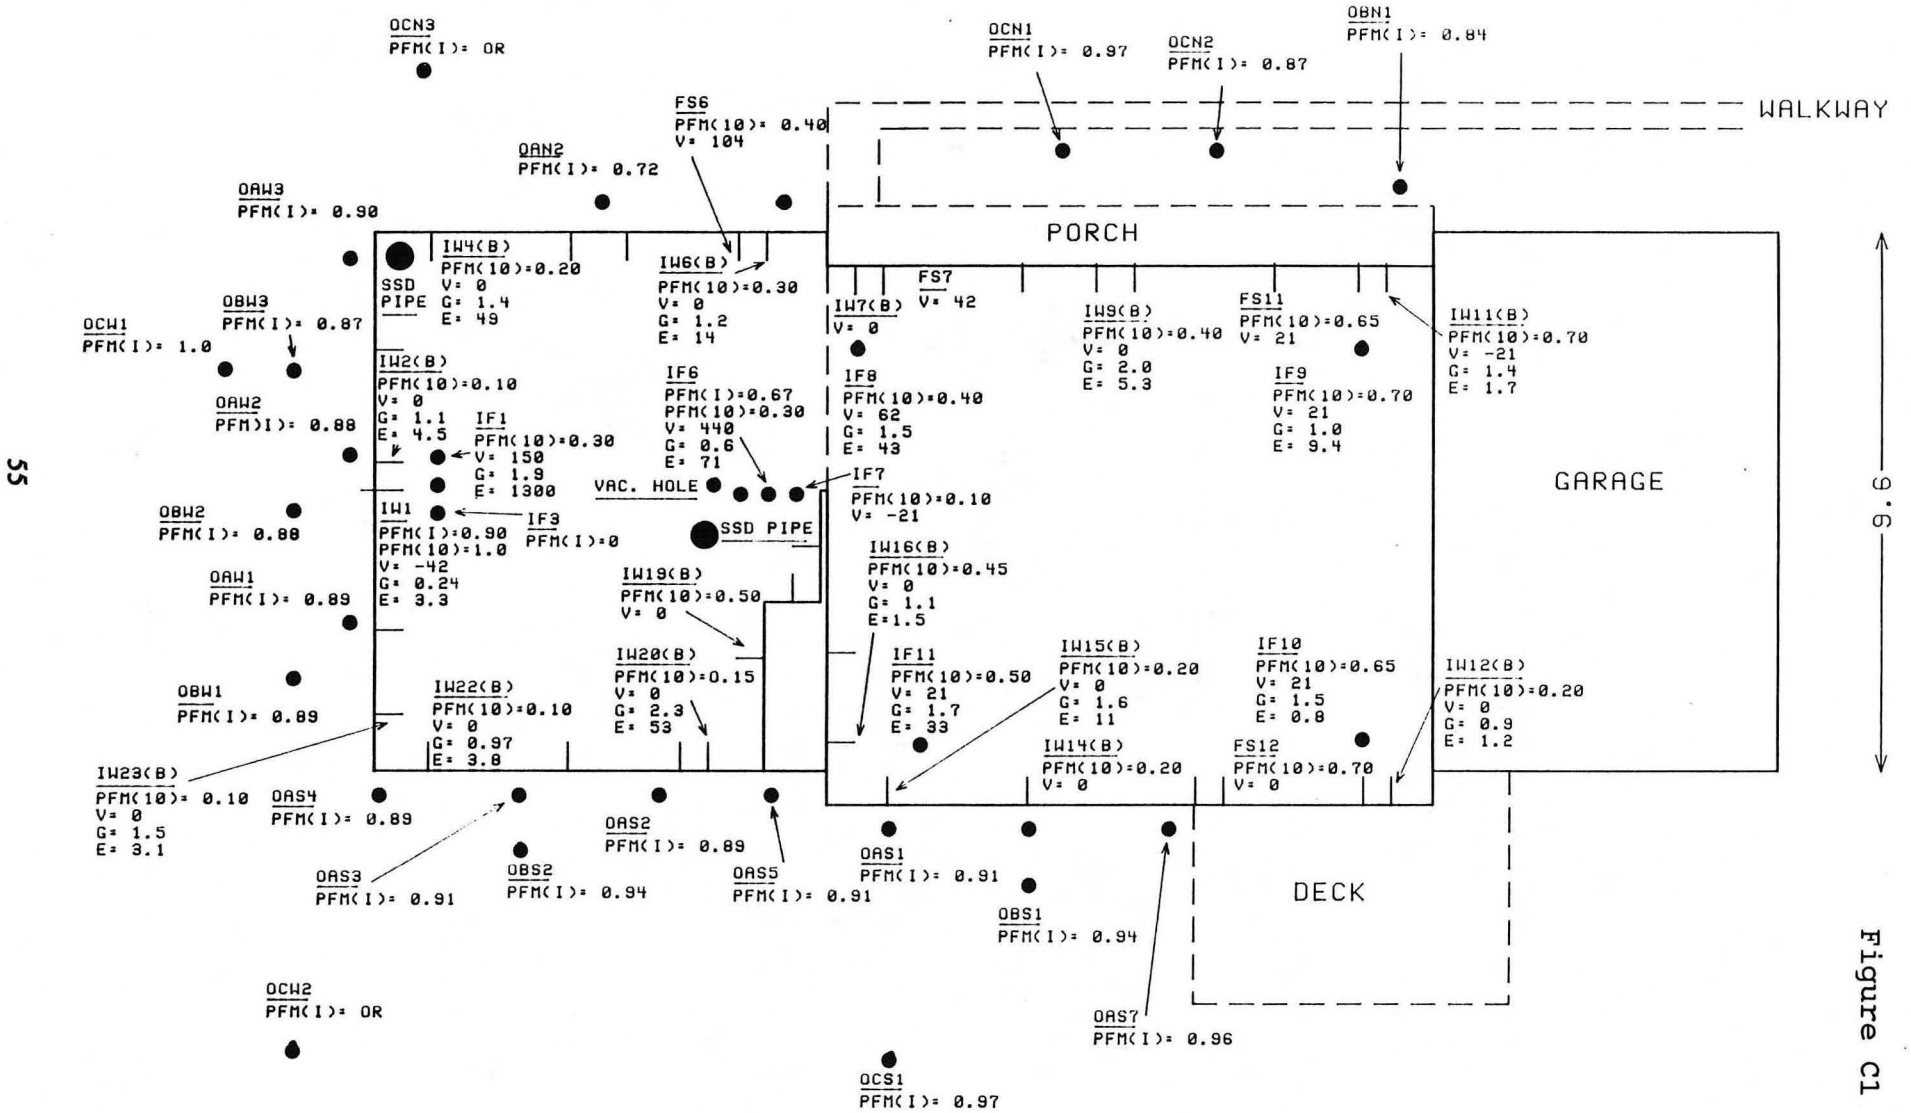 OCN3
PFM(I)= OR
OCN1
PFM(I)= 0.97
OCN2
PFM(I)= 0.87
OBN1
PFM(I)= 0.84
WALKWAY
FS6
PFM(10)= 0.40
V= 104
OAN2
PFM(I)= 0.72
OAW3
PFM(I)= 0.90
PORCH
SSD
PIPE
IW4(B)
PFM(10)=0.20
V= 0
G= 1.4
E= 49
IW6(B)
PFM(10)=0.30
V= 0
G= 1.2
E= 14
IW7(B)
V= 0
FS7
V= 42
IW9(B)
PFM(10)=0.40
V= 0
G= 2.0
E= 5.3
FS11
PFM(10)=0.65
V= 21
IW11(B)
PFM(10)=0.70
V= -21
G= 1.4
E= 1.7
OBW3
PFM(I)= 0.87
OCW1
PFM(I)= 1.0
IW2(B)
PFM(10)=0.10
V= 0
G= 1.1
E= 4.5
OAW2
PFM)I)= 0.88
IF1
PFM(10)=0.30
V= 150
G= 1.9
E= 1300
IF6
PFM(I)=0.67
PFM(10)=0.30
V= 440
G= 0.6
E= 71
IF8
PFM(10)=0.40
V= 62
G= 1.5
E= 43
IF9
PFM(10)=0.70
V= 21
G= 1.0
E= 9.4
55
9.9
GARAGE
VAC. HOLE
IF7
PFM(10)=0.10
V= -21
OBW2
PFM(I)= 0.88
IW1
PFM(I)=0.90
PFM(10)=1.0
V= -42
G= 0.24
E= 3.3
IF3
PFM(I)=0
SSD PIPE
OAW1
PFM(I)= 0.89
IW19(B)
PFM(10)=0.50
V= 0
IW16(B)
PFM(10)=0.45
V= 0
G= 1.1
E=1.5
OBW1
PFM(I)= 0.89
IW22(B)
PFM(10)=0.10
V= 0
G= 0.97
E= 3.8
IW20(B)
PFM(10)=0.15
V= 0
G= 2.3
E= 53
IF11
PFM(10)=0.50
V= 21
G= 1.7
E= 33
IW15(B)
PFM(10)=0.20
V= 0
G= 1.6
E= 11
IF10
PFM(10)=0.65
V= 21
G= 1.5
E= 0.8
IW12(B)
PFM(10)=0.20
V= 0
G= 0.9
E= 1.2
IW14(B)
PFM(10)=0.20
V= 0
FS12
PFM(10)=0.70
V= 0
IW23(B)
PFM(10)= 0.10
V= 0
G= 1.5
E= 3.1
OAS4
PFM(I)= 0.89
OAS3
PFM(I)= 0.91
OBS2
PFM(I)= 0.94
OAS2
PFM(I)= 0.89
OAS5
PFM(I)= 0.91
OAS1
PFM(I)= 0.91
OBS1
PFM(I)= 0.94
DECK
OCW2
PFM(I)= OR
OAS7
PFM(I)= 0.96
OCS1
PFM(I)= 0.97
Figure C1